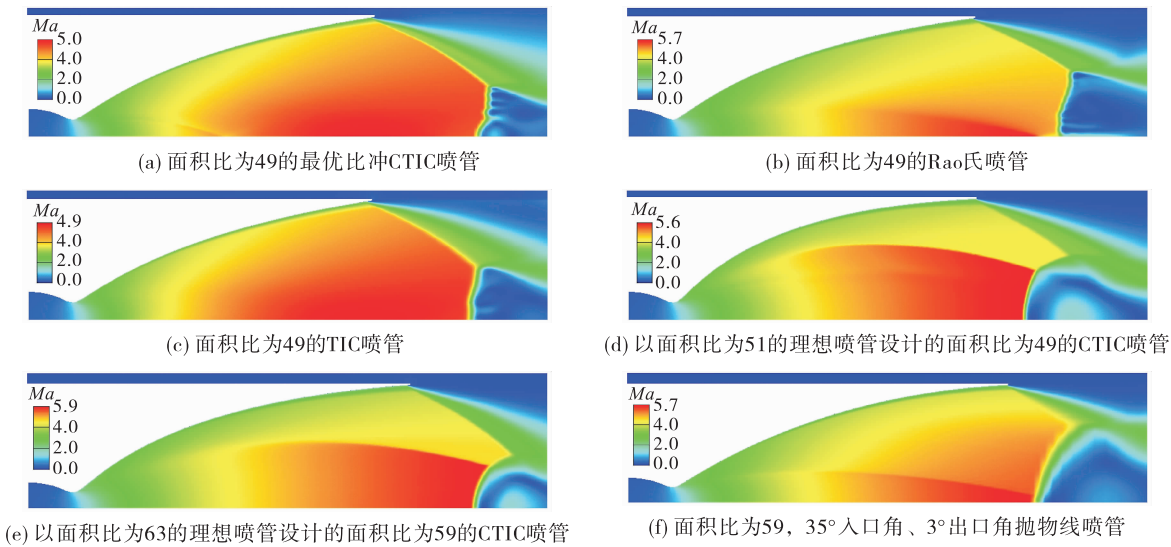 Ma
5.0
4.0
2.0
0.0
(a) 面积比为49的最优比冲CTIC喷管
Ma
5.7
4.0
2.0
0.0
(b) 面积比为49的Rao氏喷管
Ma
4.9
4.0
2.0
0.0
(c) 面积比为49的TIC喷管
Ma
5.6
4.0
2.0
0.0
(d) 以面积比为51的理想喷管设计的面积比为49的CTIC喷管
Ma
5.9
4.0
2.0
0.0
(e) 以面积比为63的理想喷管设计的面积比为59的CTIC喷管
Ma
5.7
4.0
2.0
0.0
(f) 面积比为59，35°入口角、3°出口角抛物线喷管